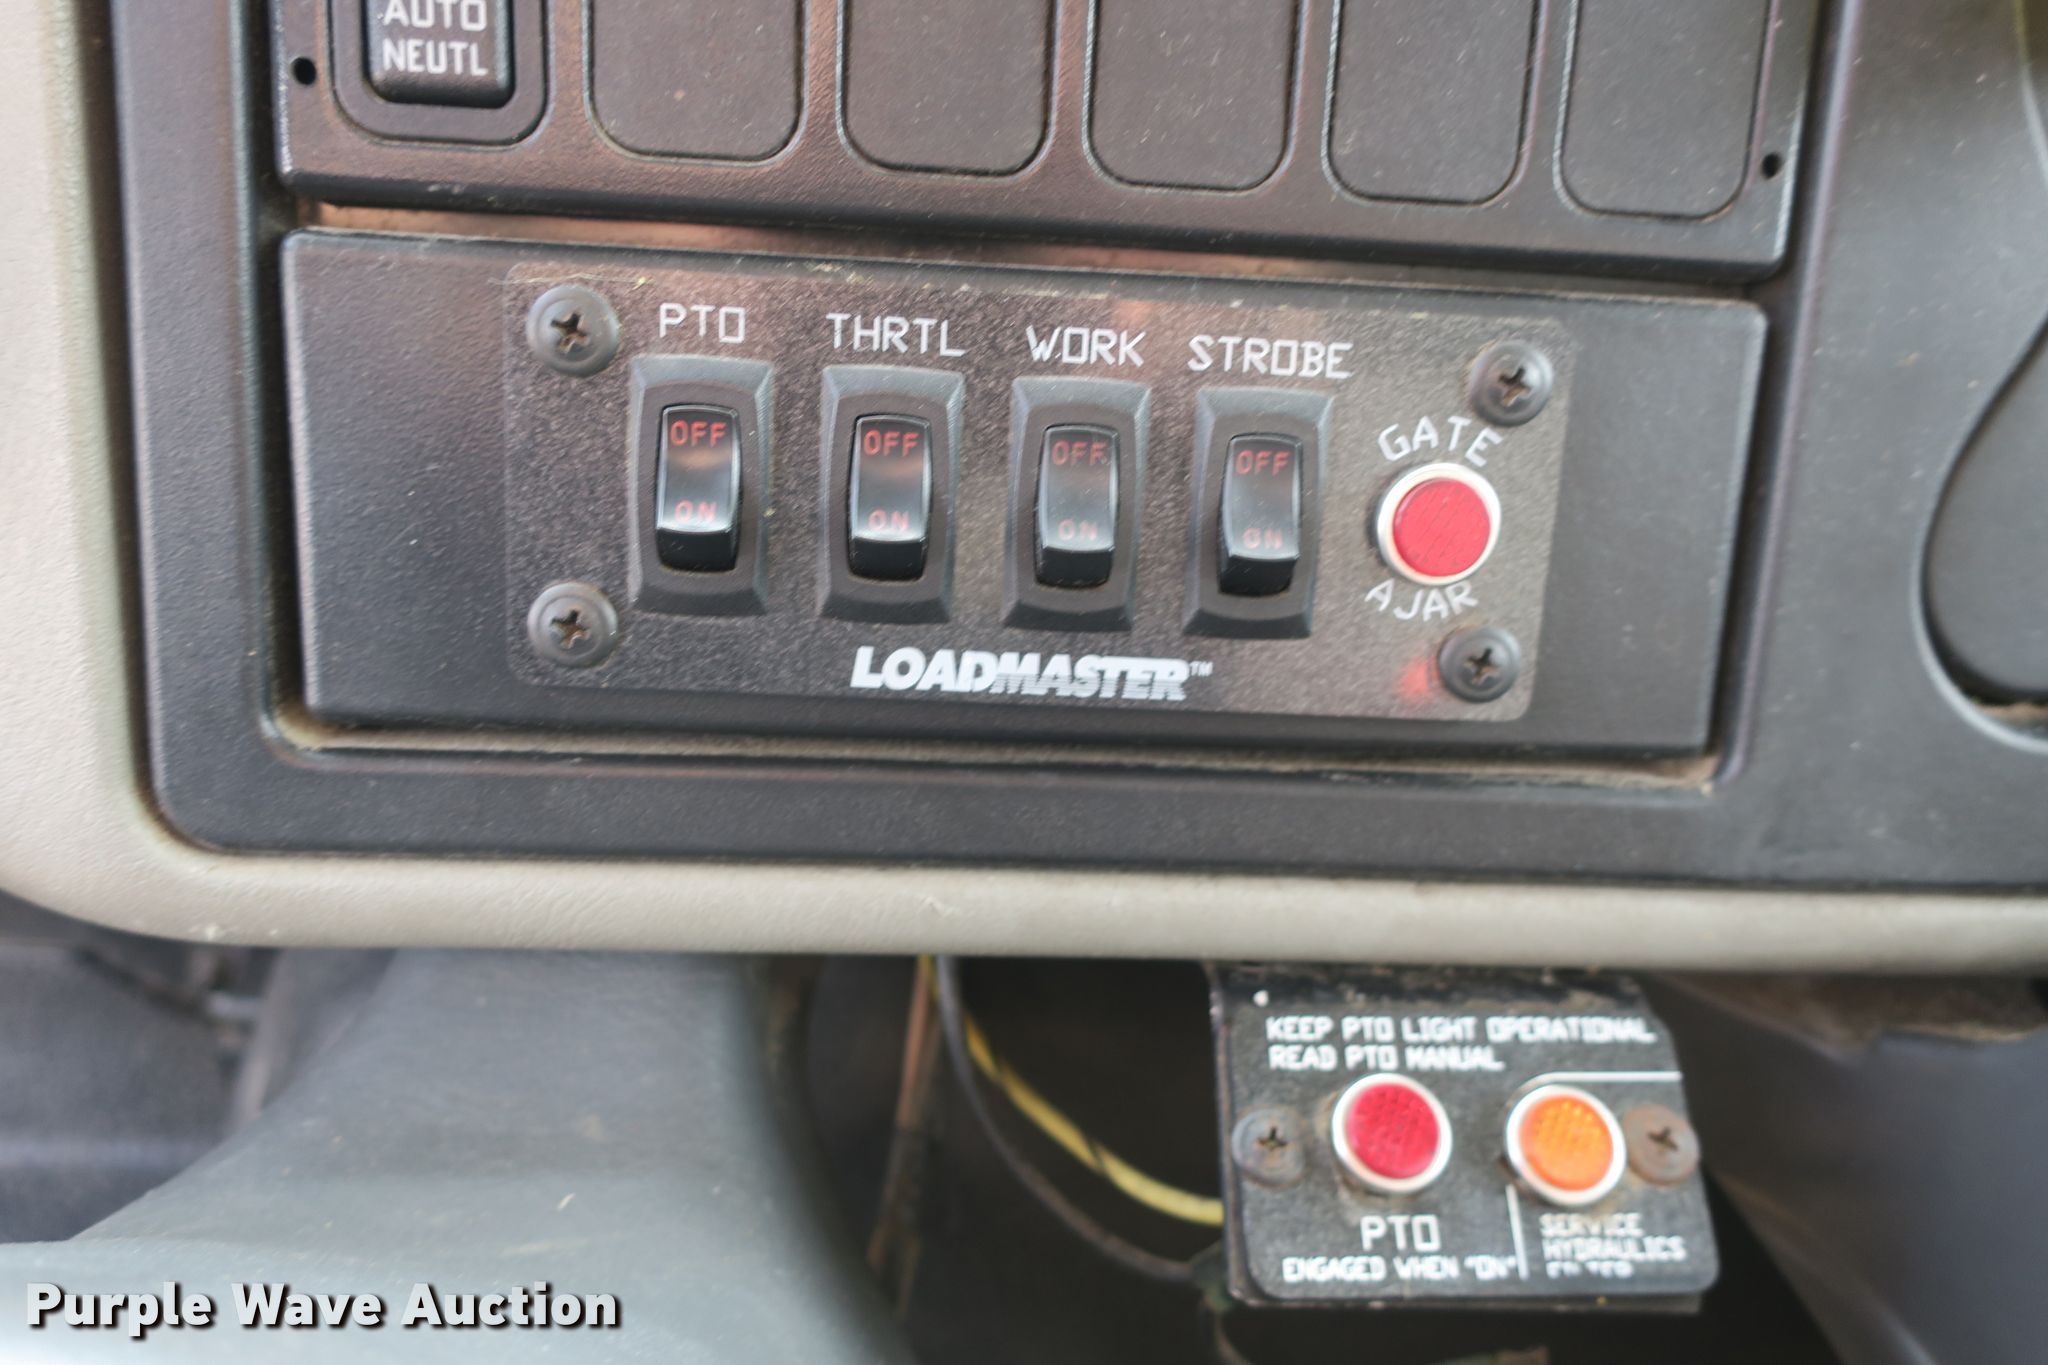 AUTO
NEUTL
PTO THRTL WORK STROBE
OFF OFF OFF OFF
ON ON ON ON
GATE
AJAR
LOADMASTER™
KEEP PTO LIGHT OPERATIONAL
READ PTO MANUAL
PTO
ENGAGED WHEN "ON"
SERVICE
HYDRAULICS
Purple Wave Auction